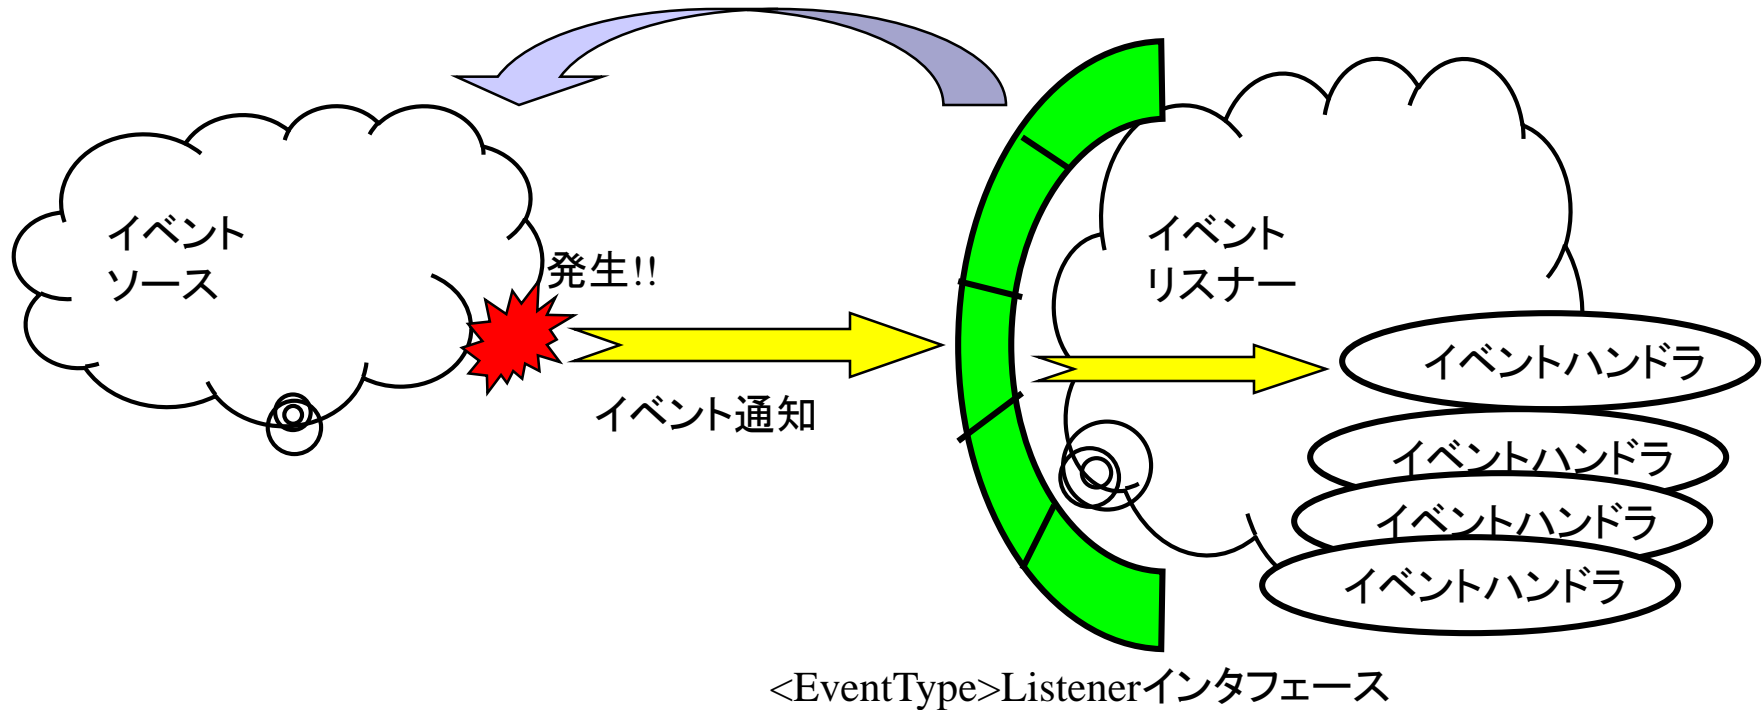 イベント
ソース
発生!!
イベント通知
イベント
リスナー
イベントハンドラ
イベントハンドラ
イベントハンドラ
イベントハンドラ
<EventType>Listenerインタフェース